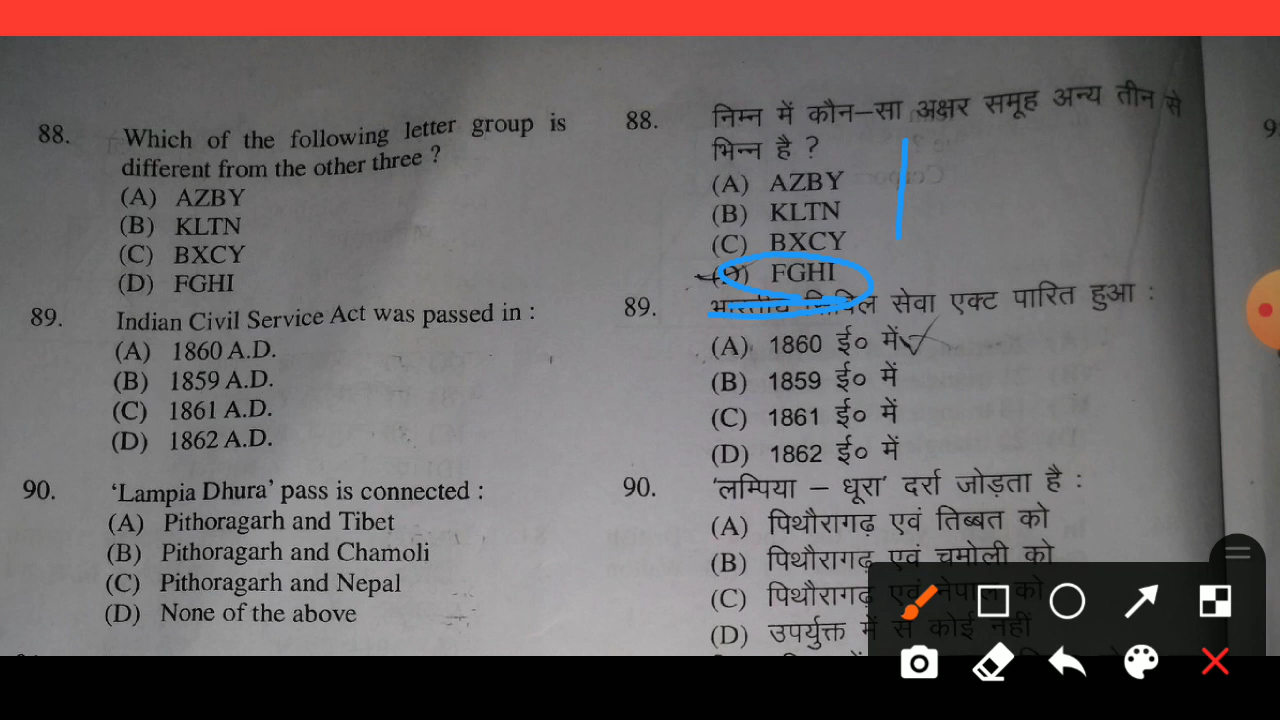 88. Which of the following letter group is
different from the other three ?
(A) AZBY
(B) KLTN
(C) BXCY
(D) FGHI
89. Indian Civil Service Act was passed in :
(A) 1860 A.D.
(B) 1859 A.D.
(C) 1861 A.D.
(D) 1862 A.D.
90. 'Lampia Dhura' pass is connected :
(A) Pithoragarh and Tibet
(B) Pithoragarh and Chamoli
(C) Pithoragarh and Nepal
(D) None of the above
88. निम्न में कौन–सा अक्षर समूह अन्य तीन से
भिन्न है ?
(A) AZBY
(B) KLTN
(C) BXCY
(D) FGHI
89. भारतीय सिविल सेवा एक्ट पारित हुआ :
(A) 1860 ई० में
(B) 1859 ई० में
(C) 1861 ई० में
(D) 1862 ई० में
90. 'लम्पिया – धूरा' दर्रा जोड़ता है :
(A) पिथौरागढ़ एवं तिब्बत को
(B) पिथौरागढ़ एवं चमोली को
(C) पिथौरागढ़ एवं नेपाल को
(D) उपर्युक्त में से कोई नहीं